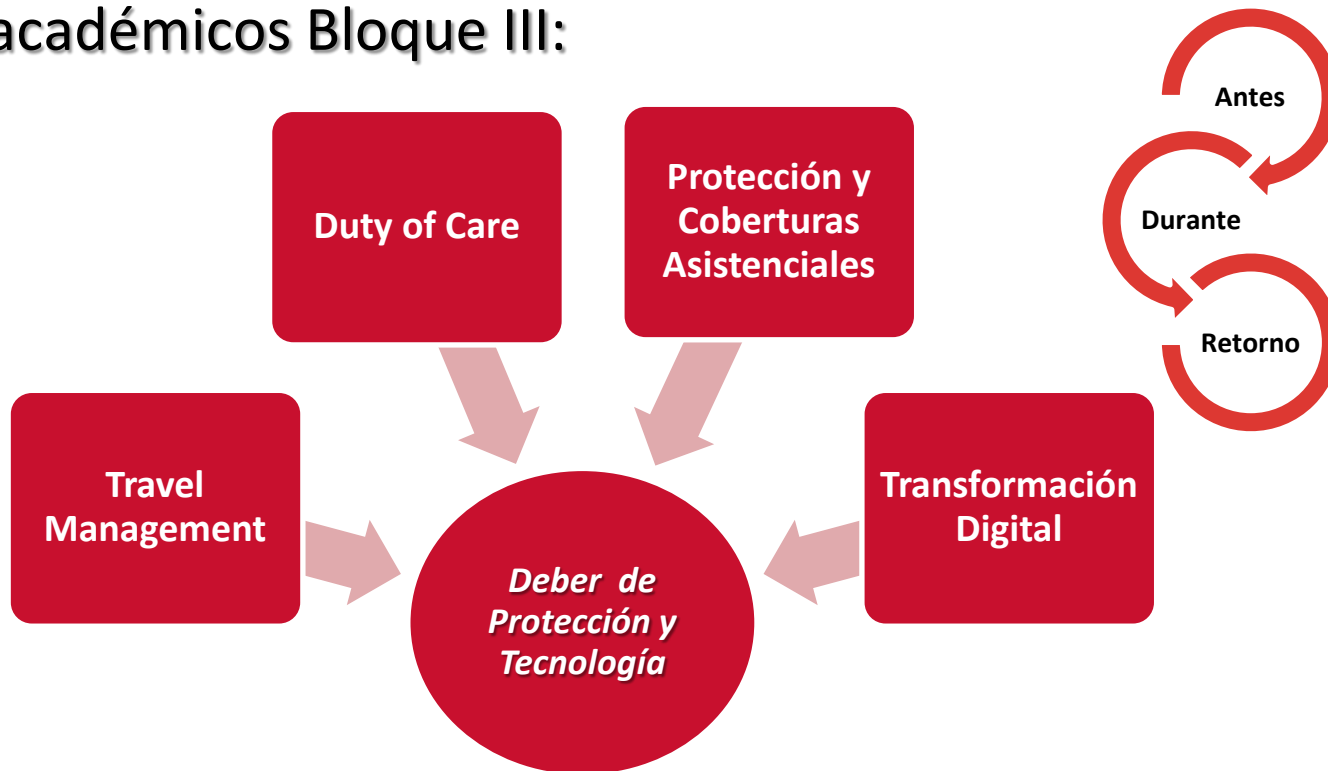 académicos Bloque III:
Antes
Durante
Retorno
Duty of Care
Protección y
Coberturas
Asistenciales
Travel
Management
Transformación
Digital
Deber de
Protección y
Tecnología